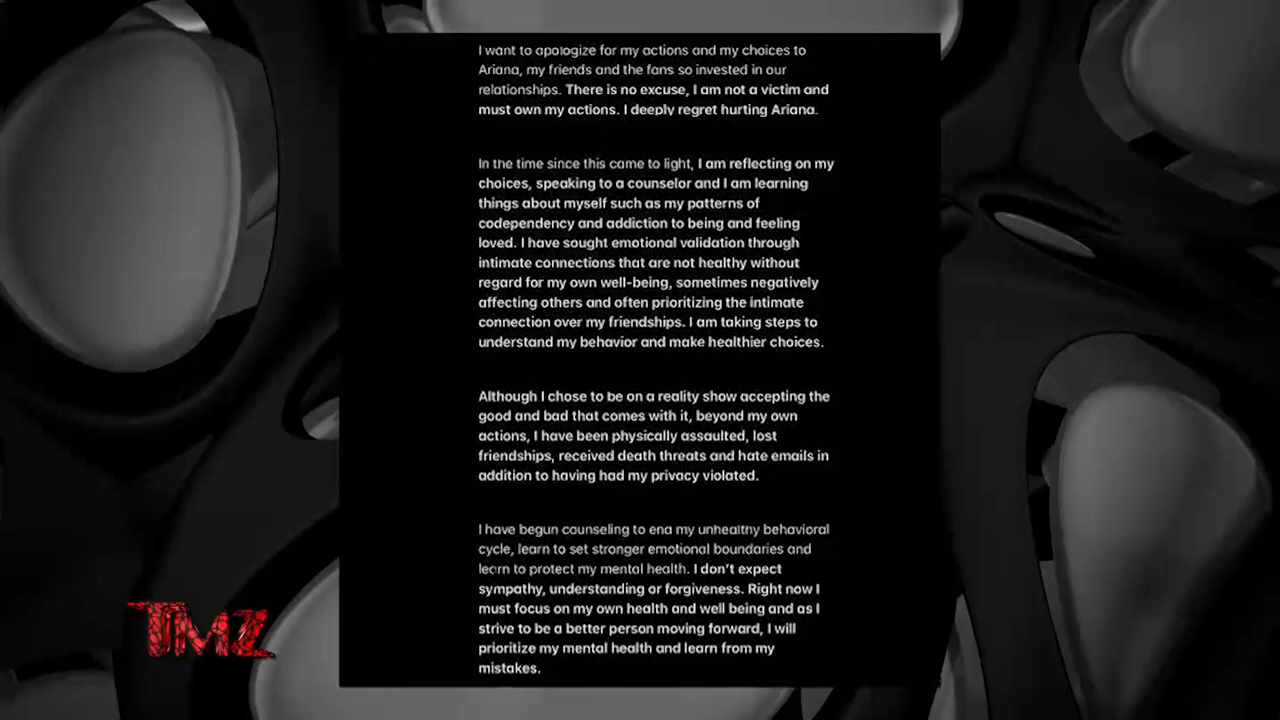 I want to apologize for my actions and my choices to
Ariana, my friends and the fans so invested in our
relationships. There is no excuse, I am not a victim and
must own my actions. I deeply regret hurting Ariana.
In the time since this came to light, I am reflecting on my
choices, speaking to a counselor and I am learning
things about myself such as my patterns of
codependency and addiction to being and feeling
loved. I have sought emotional validation through
intimate connections that are not healthy without
regard for my own well-being, sometimes negatively
affecting others and often prioritizing the intimate
connection over my friendships. I am taking steps to
understand my behavior and make healthier choices.
Although I chose to be on a reality show accepting the
good and bad that comes with it, beyond my own
actions, I have been physically assaulted, lost
friendships, received death threats and hate emails in
addition to having had my privacy violated.
I have begun counseling to end my unhealthy behavioral
cycle, learn to set stronger emotional boundaries and
learn to protect my mental health. I don't expect
sympathy, understanding or forgiveness. Right now I
must focus on my own health and well being and as I
strive to be a better person moving forward, I will
prioritize my mental health and learn from my
mistakes.
TMZ